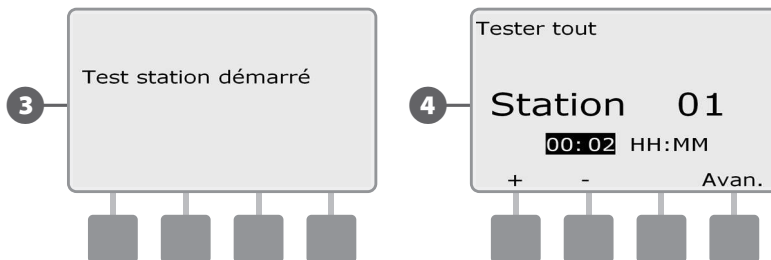 3
Test station démarré
4
Tester tout
Station 01
00:02 HH:MM
+ - Avan.